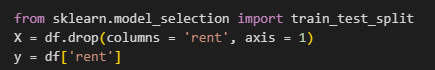 from sklearn.model_selection import train_test_split
X = df.drop(columns = 'rent', axis = 1)
y = df['rent']